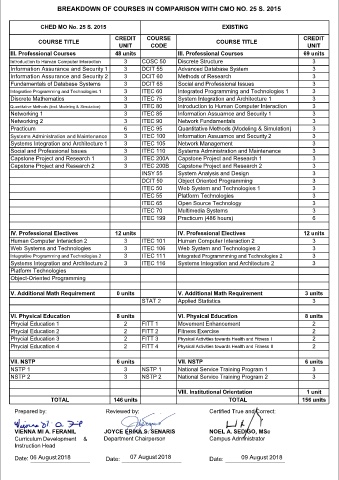 BREAKDOWN OF COURSES IN COMPARISON WITH CMO NO. 25 S. 2015
CHED MO No. 25 S. 2015 EXISTING
COURSE TITLE CREDIT UNIT COURSE CODE COURSE TITLE CREDIT UNIT
III. Professional Courses 48 units III. Professional Courses 69 units
Introduction to Human Computer Interaction 3 COSC 50 Discrete Structure 3
Information Assurance and Security 1 3 DCIT 55 Advanced Database System 3
Information Assurance and Security 2 3 DCIT 60 Methods of Research 3
Fundamentals of Database Systems 3 DCIT 65 Social and Professional Issues 3
Integrative Programming and Technologies 1 3 ITEC 60 Integrated Programming and Technologies 1 3
Discrete Mathematics 3 ITEC 75 System Integration and Architecture 1 3
Quantitative Methods (incl. Modeling & Simulation) 3 ITEC 80 Introduction to Human Computer Interaction 3
Networking 1 3 ITEC 85 Information Assurance and Security 1 3
Networking 2 3 ITEC 90 Network Fundamentals 3
Practicum 6 ITEC 95 Quantitative Methods (Modeling & Simulation) 3
Systems Administration and Maintenance 3 ITEC 100 Information Assurance and Security 2 3
Systems Integration and Architecture 1 3 ITEC 105 Network Management 3
Social and Professional Issues 3 ITEC 110 Systems Administration and Maintenance 3
Capstone Project and Research 1 3 ITEC 200A Capstone Project and Research 1 3
Capstone Project and Research 2 3 ITEC 200B Capstone Project and Research 2 3
INSY 55 System Analysis and Design 3
DCIT 50 Object Oriented Programming 3
ITEC 50 Web System and Technologies 1 3
ITEC 55 Platform Technologies 3
ITEC 65 Open Source Technology 3
ITEC 70 Multimedia Systems 3
ITEC 199 Practicum (486 hours) 6
IV. Professional Electives 12 units IV. Professional Electives 12 units
Human Computer Interaction 2 3 ITEC 101 Human Computer Interaction 2 3
Web Systems and Technologies 3 ITEC 106 Web System and Technologies 2 3
Integrative Programming and Technologies 2 3 ITEC 111 Integrated Programming and Technologies 2 3
Systems Integration and Architecture 2 3 ITEC 116 Systems Integration and Architecture 2 3
Platform Technologies
Object-Oriented Programming
V. Additional Math Requirement 0 units V. Additional Math Requirement 3 units
STAT 2 Applied Statistics 3
VI. Physical Education 8 units VI. Physical Education 8 units
Physical Education 1 2 FITT 1 Movement Enhancement 2
Physical Education 2 2 FITT 2 Fitness Exercise 2
Physical Education 3 2 FITT 3 Physical Activities towards Health and Fitness I 2
Physical Education 4 2 FITT 4 Physical Activities towards Health and Fitness II 2
VII. NSTP 6 units VII. NSTP 6 units
NSTP 1 3 NSTP 1 National Service Training Program 1 3
NSTP 2 3 NSTP 2 National Service Training Program 2 3
VIII. Institutional Orientation 1 unit
TOTAL 146 units TOTAL 156 units
Prepared by: Reviewed by: Certified True and Correct:
VIENNA MI A. FERANIL JOYCE ERIKA S. SENARIS NOEL A. SEDIGO, MSc
Curriculum Development & Instruction Head Department Chairperson Campus Administrator
Date: 06 August 2018 Date: 07 August 2018 Date: 09 August 2018